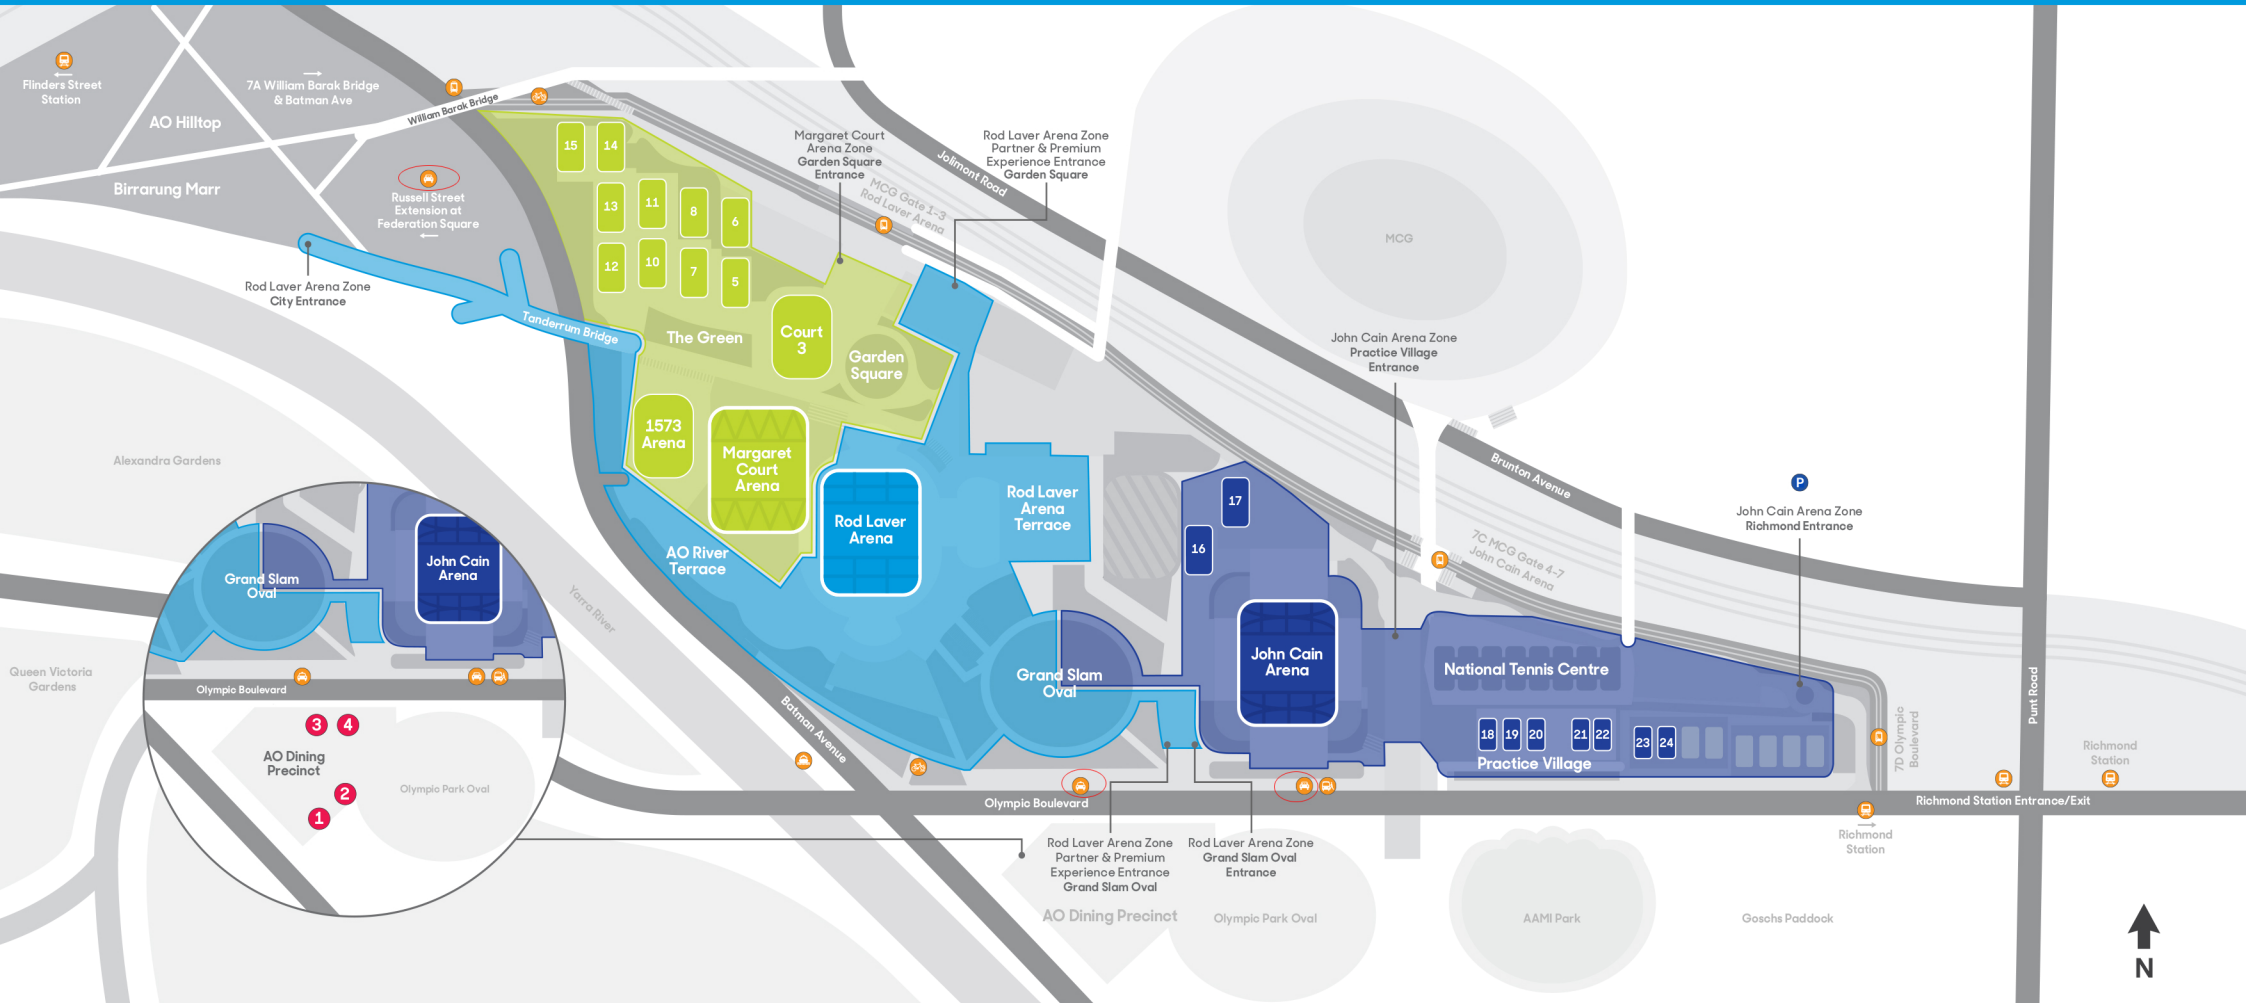 Flinders Street
Station
7A William Barak Bridge
& Batman Ave
AO Hilltop
William Barak Bridge
Birrarung Marr
Russell Street
Extension at
Federation Square
Rod Laver Arena Zone
City Entrance
Tanderrum Bridge
15
14
13
11
8
6
12
10
7
5
The Green
Court
3
Garden
Square
1573
Arena
Margaret
Court
Arena
Rod Laver
Arena
AO River
Terrace
Rod Laver
Arena
Terrace
Margaret Court
Arena Zone
Garden Square
Entrance
Rod Laver Arena Zone
Partner & Premium
Experience Entrance
Garden Square
Jolimont Road
MCG Gate 1-3
Rod Laver Arena
MCG
John Cain Arena Zone
Practice Village
Entrance
Brunton Avenue
7C MCG Gate 4-7
John Cain Arena
P
John Cain Arena Zone
Richmond Entrance
17
16
John Cain
Arena
Grand Slam
Oval
National Tennis Centre
18
19
20
21
22
23
24
Practice Village
7D Olympic
Boulevard
Punt Road
Richmond
Station
Richmond Station Entrance/Exit
Richmond
Station
Alexandra Gardens
Yarra River
Queen Victoria
Gardens
Batman Avenue
Olympic Boulevard
John Cain
Arena
Grand Slam
Oval
Olympic Boulevard
3
4
AO Dining
Precinct
2
1
Olympic Park Oval
Rod Laver Arena Zone
Partner & Premium
Experience Entrance
Grand Slam Oval
Rod Laver Arena Zone
Grand Slam Oval
Entrance
AO Dining Precinct
Olympic Park Oval
AAMI Park
Goschs Paddock
N